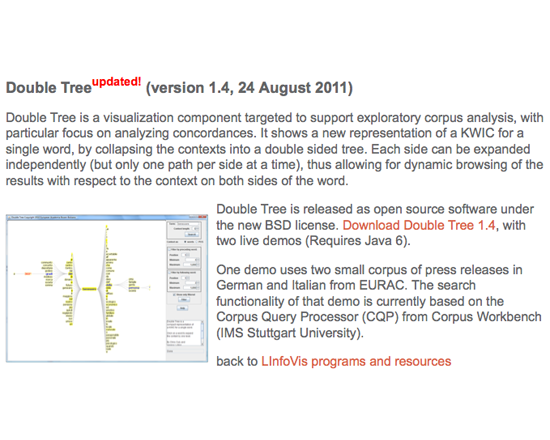 Double Tree updated! (version 1.4, 24 August 2011)
Double Tree is a visualization component targeted to support exploratory corpus analysis, with
particular focus on analyzing concordances. It shows a new representation of a KWIC for a
single word, by collapsing the contexts into a double sided tree. Each side can be expanded
independently (but only one path per side at a time), thus allowing for dynamic browsing of the
results with respect to the context on both sides of the word.
Double Tree is released as open source software under
the new BSD license. Download Double Tree 1.4, with
two live demos (Requires Java 6).
One demo uses two small corpus of press releases in
German and Italian from EURAC. The search
functionality of that demo is currently based on the
Corpus Query Processor (CQP) from Corpus Workbench
(IMS Stuttgart University).
back to LInfoVis programs and resources